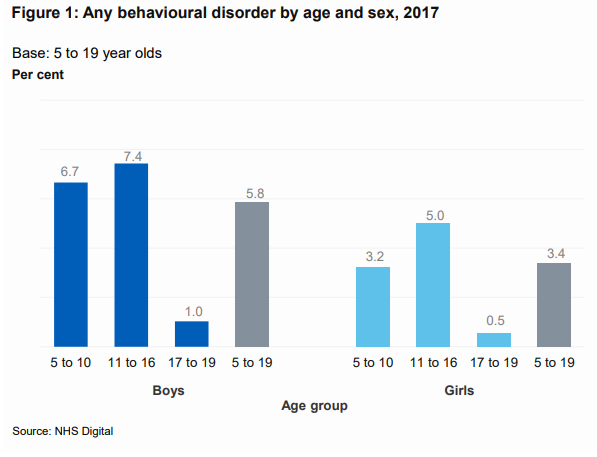 Figure 1: Any behavioural disorder by age and sex, 2017
Base: 5 to 19 year olds
Per cent
6.7
7.4
1.0
5.8
3.2
5.0
0.5
3.4
5 to 10 11 to 16 17 to 19 5 to 19 5 to 10 11 to 16 17 to 19 5 to 19
Boys Girls
Age group
Source: NHS Digital